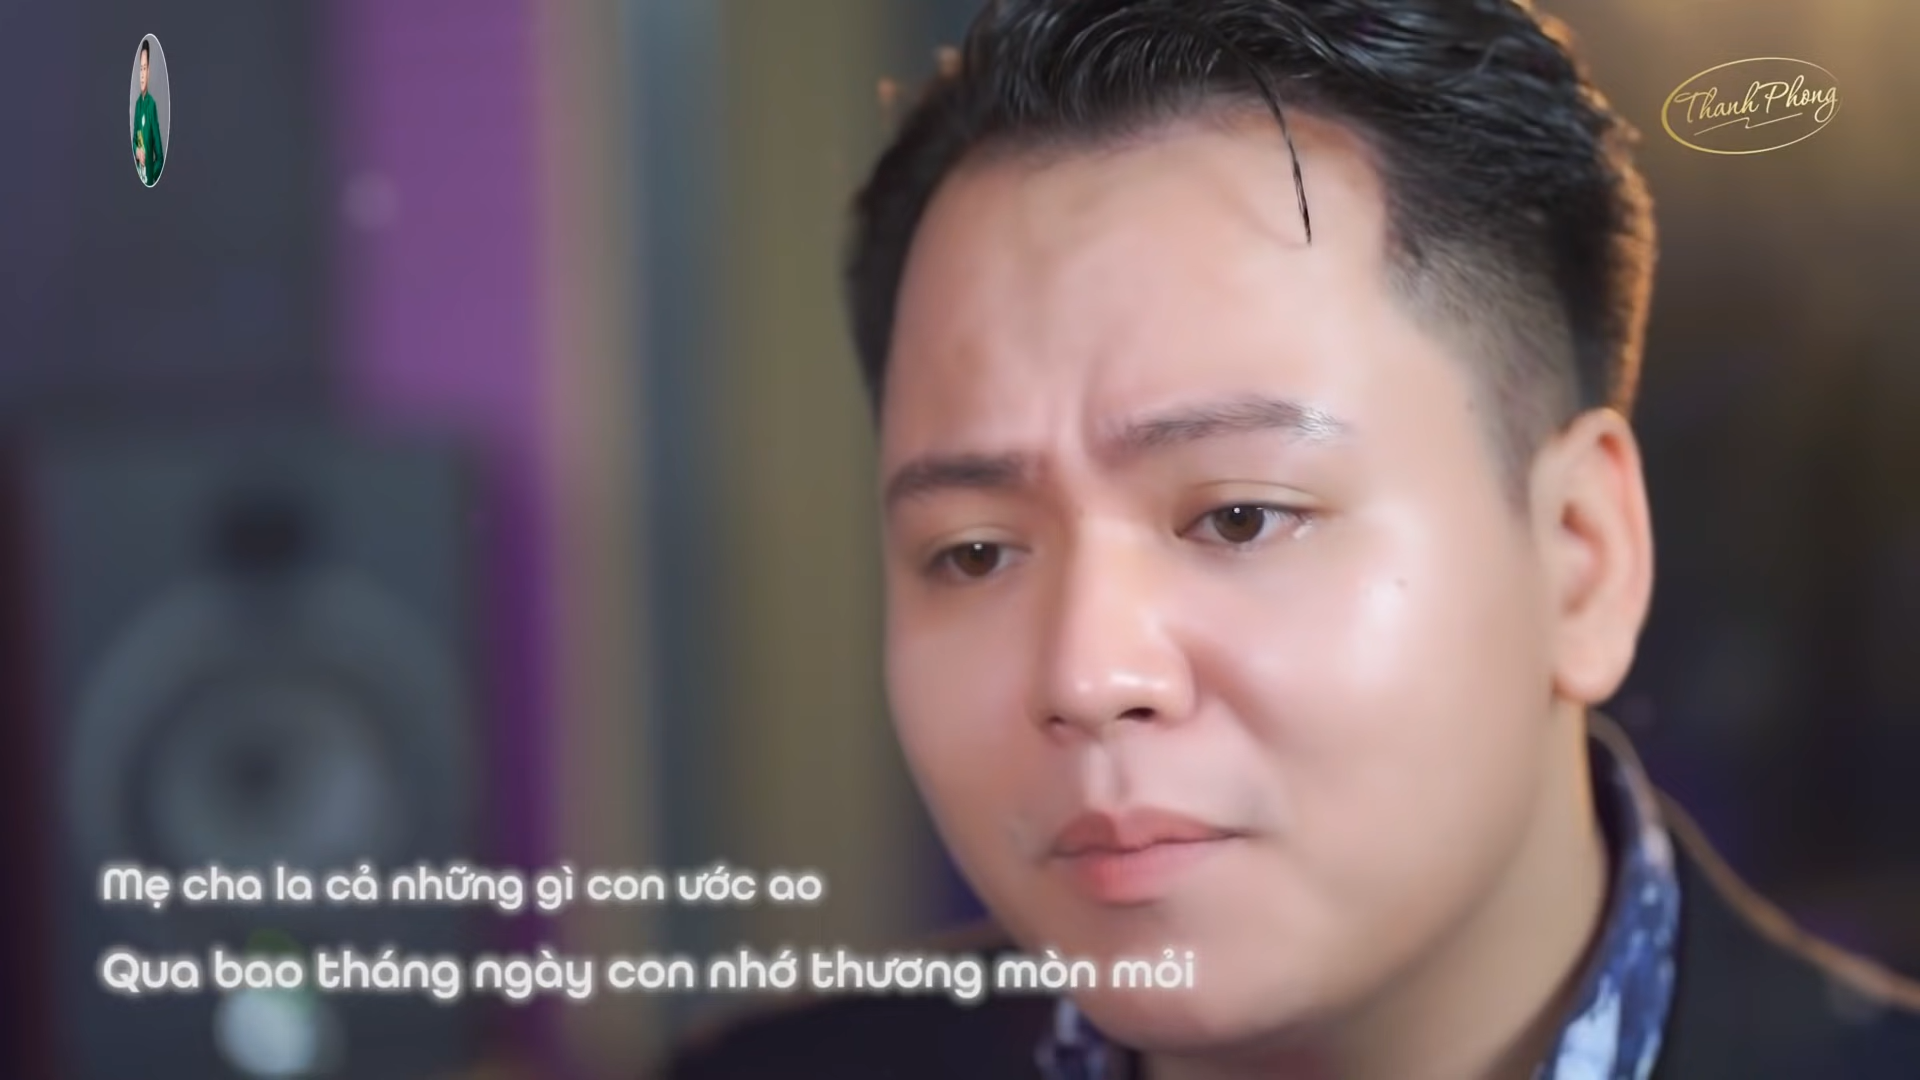 Thanh Phong
Mẹ cha la cả những gì con ước ao
Qua bao tháng ngày con nhớ thương mòn mỏi